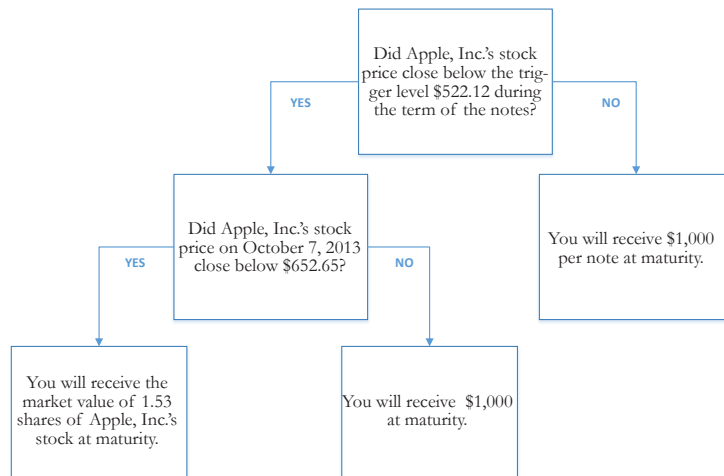 Did Apple, Inc.'s stock
price close below the trig-
ger level $522.12 during
the term of the notes?
YES
NO
Did Apple, Inc.'s stock
price on October 7, 2013
close below $652.65?
You will receive $1,000
per note at maturity.
YES
NO
You will receive the
market value of 1.53
shares of Apple, Inc.'s
stock at maturity.
You will receive $1,000
at maturity.